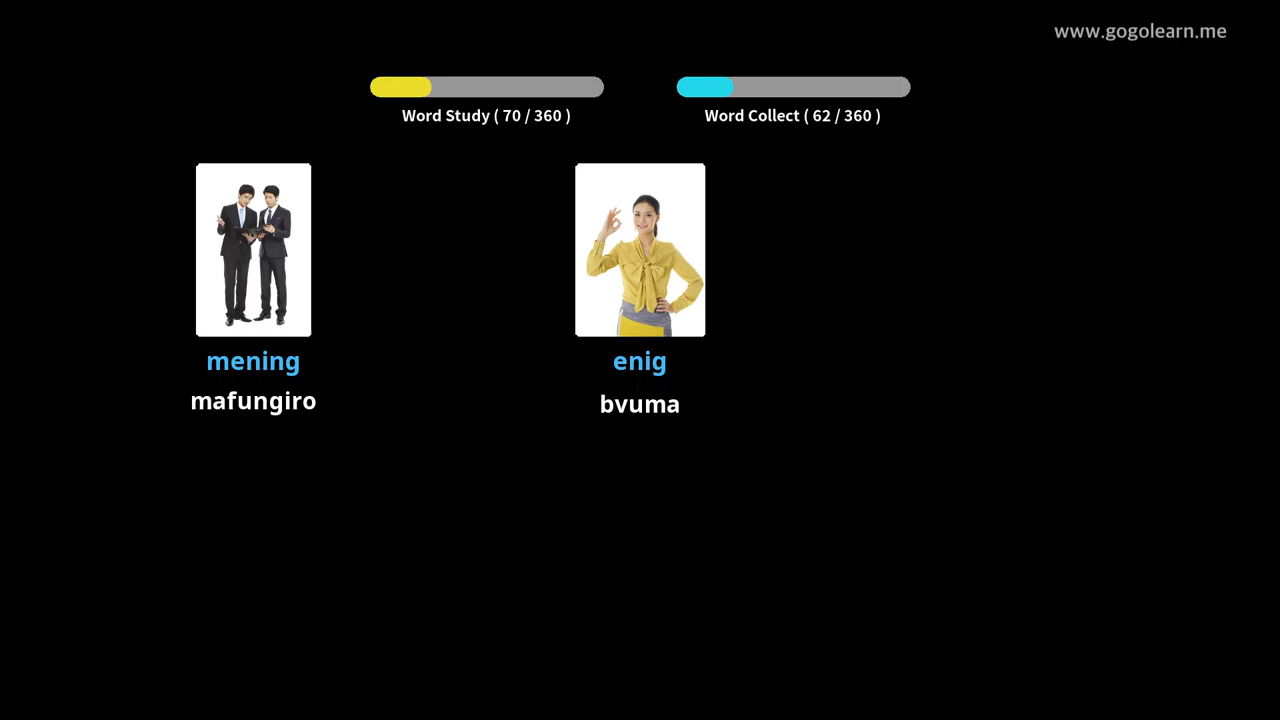 www.gogolearn.me
Word Study ( 70 / 360 )
Word Collect ( 62 / 360 )
mening
mafungiro
enig
bvuma